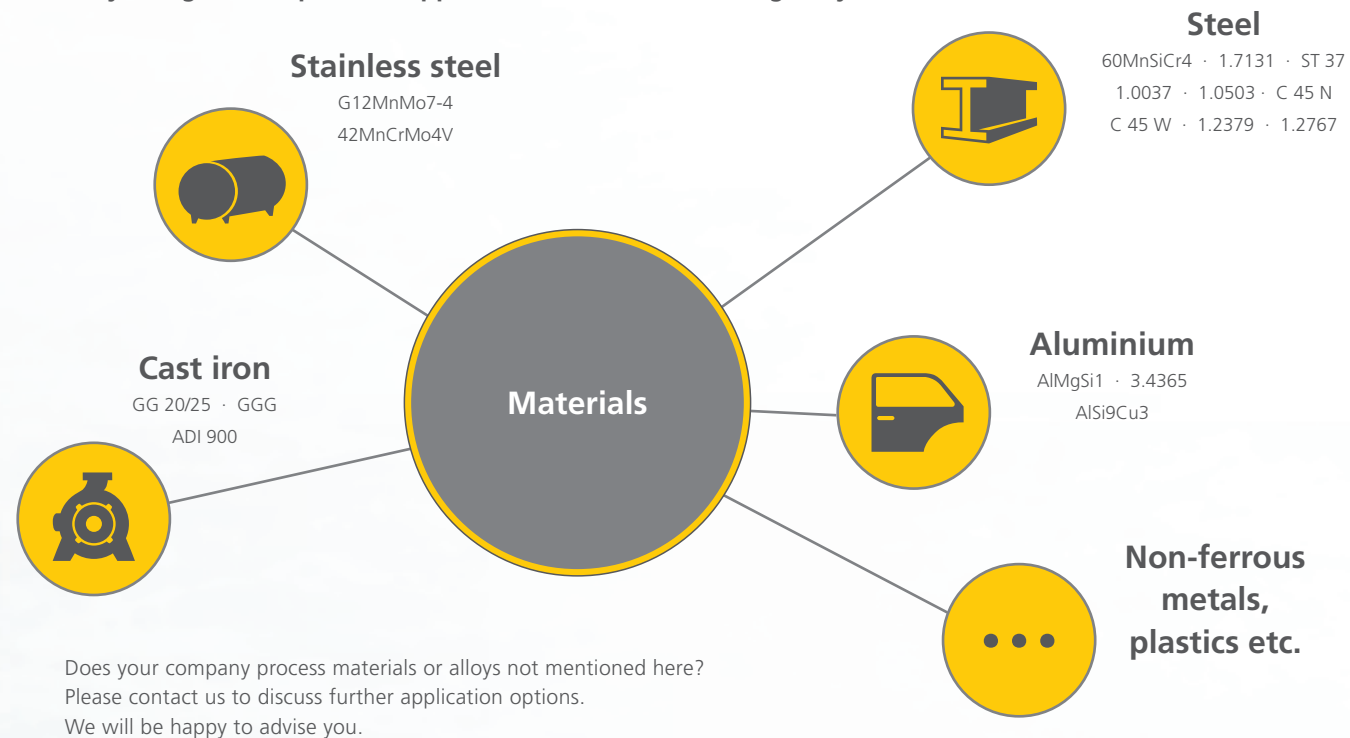 Steel
60MnSiCr4 · 1.7131 · ST 37
1.0037 · 1.0503 · C 45 N
C 45 W · 1.2379 · 1.2767
Stainless steel
G12MnMo7-4
42MnCrMo4V
Aluminium
AlMgSi1 · 3.4365
AlSi9Cu3
Cast iron
GG 20/25 · GGG
ADI 900
Materials
Non-ferrous
metals,
plastics etc.
Does your company process materials or alloys not mentioned here?
Please contact us to discuss further application options.
We will be happy to advise you.